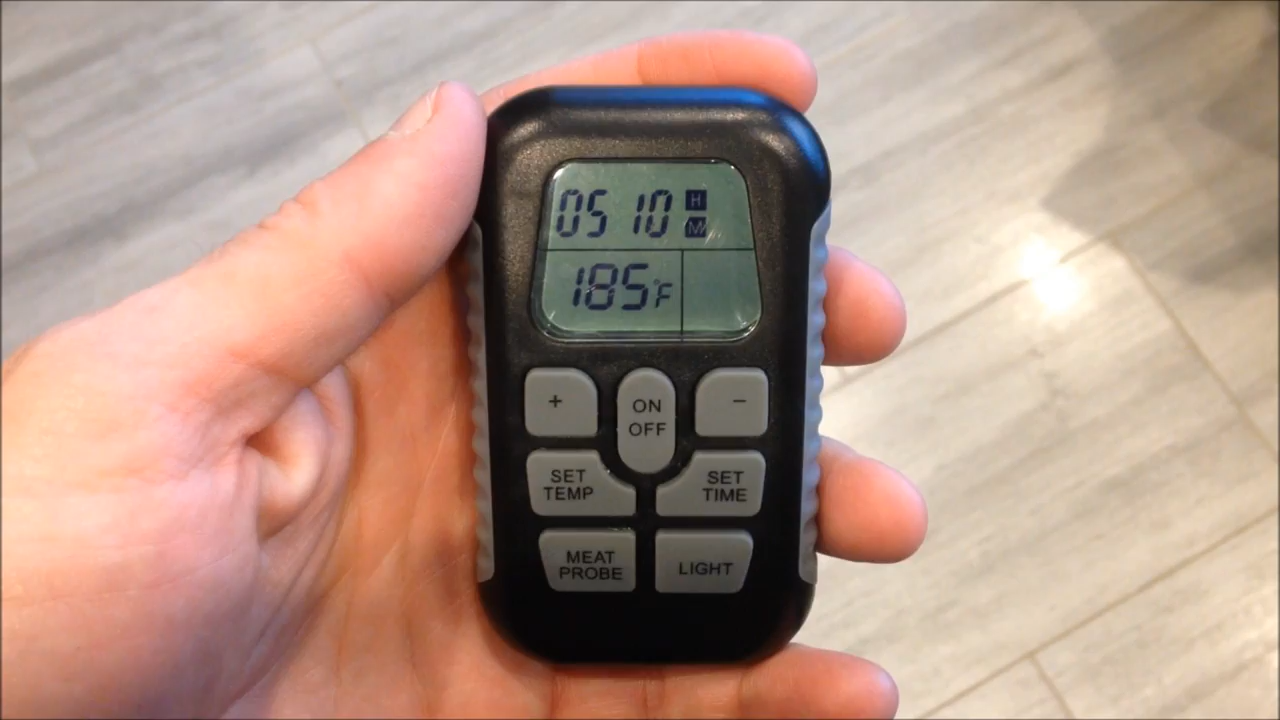 05 10 H
M
185°F
+
ON
OFF
-
SET
TEMP
SET
TIME
MEAT
PROBE
LIGHT